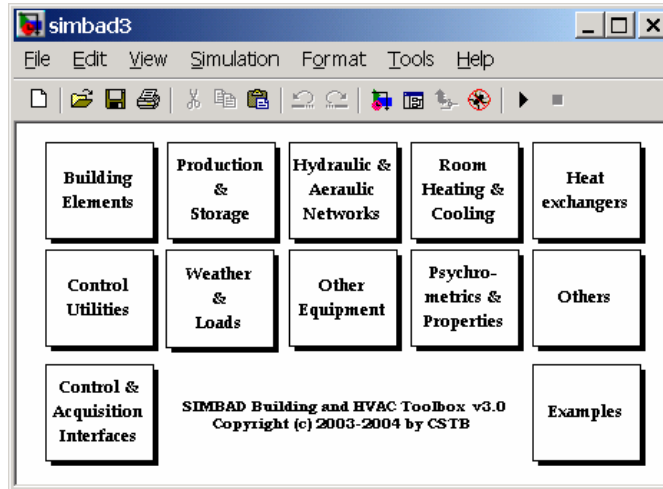 simbad3
File Edit View Simulation Format Tools Help
Building
Elements
Production
&
Storage
Hydraulic &
Aeraulic
Networks
Room
Heating &
Cooling
Heat
exchangers
Control
Utilities
Weather
&
Loads
Other
Equipment
Psychro-
metrics &
Properties
Others
Control &
Acquisition
Interfaces
SIMBAD Building and HVAC Toolbox v3.0
Copyright (c) 2003-2004 by CSTB
Examples